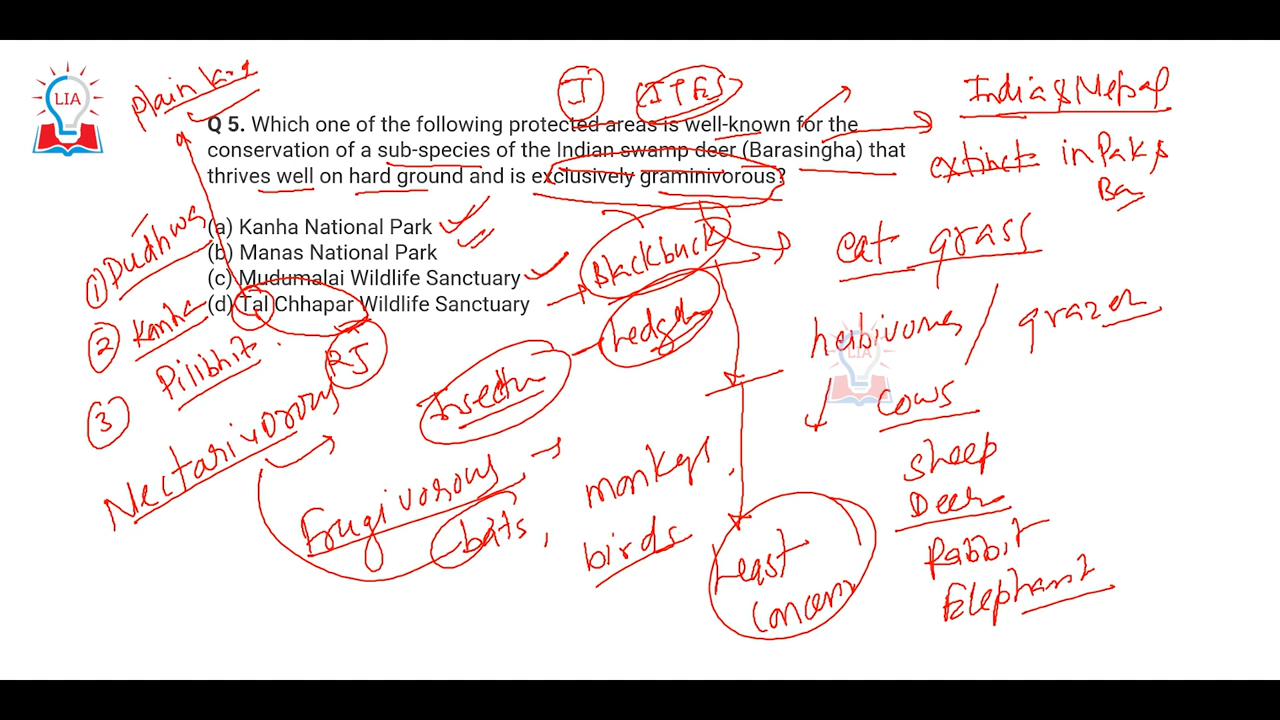 LIA
plain
J
CITES
India & Nepal
Q 5. Which one of the following protected areas is well-known for the
conservation of a sub-species of the Indian swamp deer (Barasingha) that
thrives well on hard ground and is exclusively graminivorous?
extinct in Pak &
(a) Kanha National Park
(b) Manas National Park
(c) Mudumalai Wildlife Sanctuary
(d) Tal Chhapar Wildlife Sanctuary
Blackbuck
eat grass
① Dudhwa
② Kanha
③ Pilibhit
RJ
herbivores / grazer
LIA
cows
sheep
Deer
Rabbit
Elephant
Nectarivorous
Frugivorous
monkeys
bats,
birds
Least
Concern